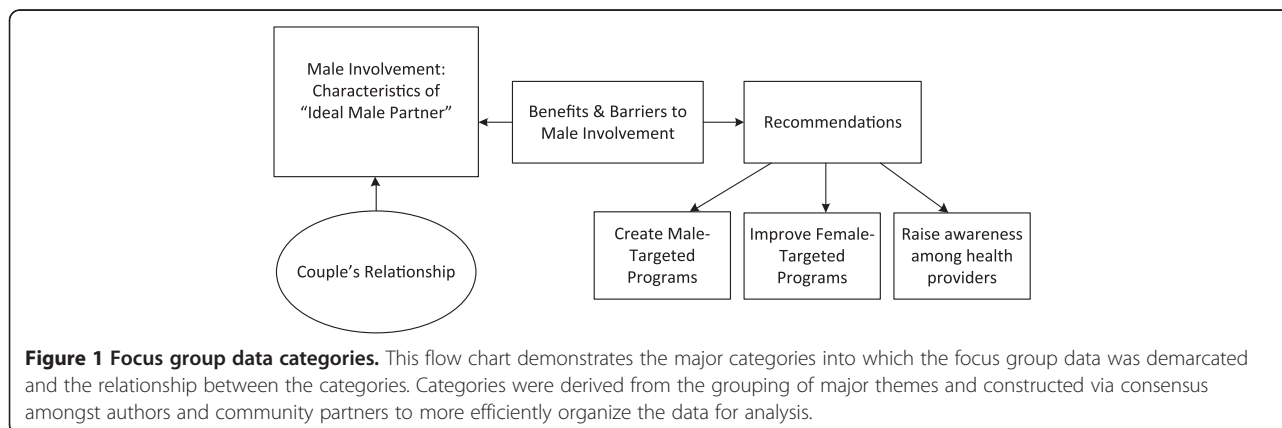 Male Involvement:
Characteristics of
“Ideal Male Partner”
Benefits & Barriers to
Male Involvement
Recommendations
Couple's Relationship
Create Male-
Targeted
Programs
Improve Female-
Targeted
Programs
Raise awareness
among health
providers
Figure 1 Focus group data categories. This flow chart demonstrates the major categories into which the focus group data was demarcated
and the relationship between the categories. Categories were derived from the grouping of major themes and constructed via consensus
amongst authors and community partners to more efficiently organize the data for analysis.